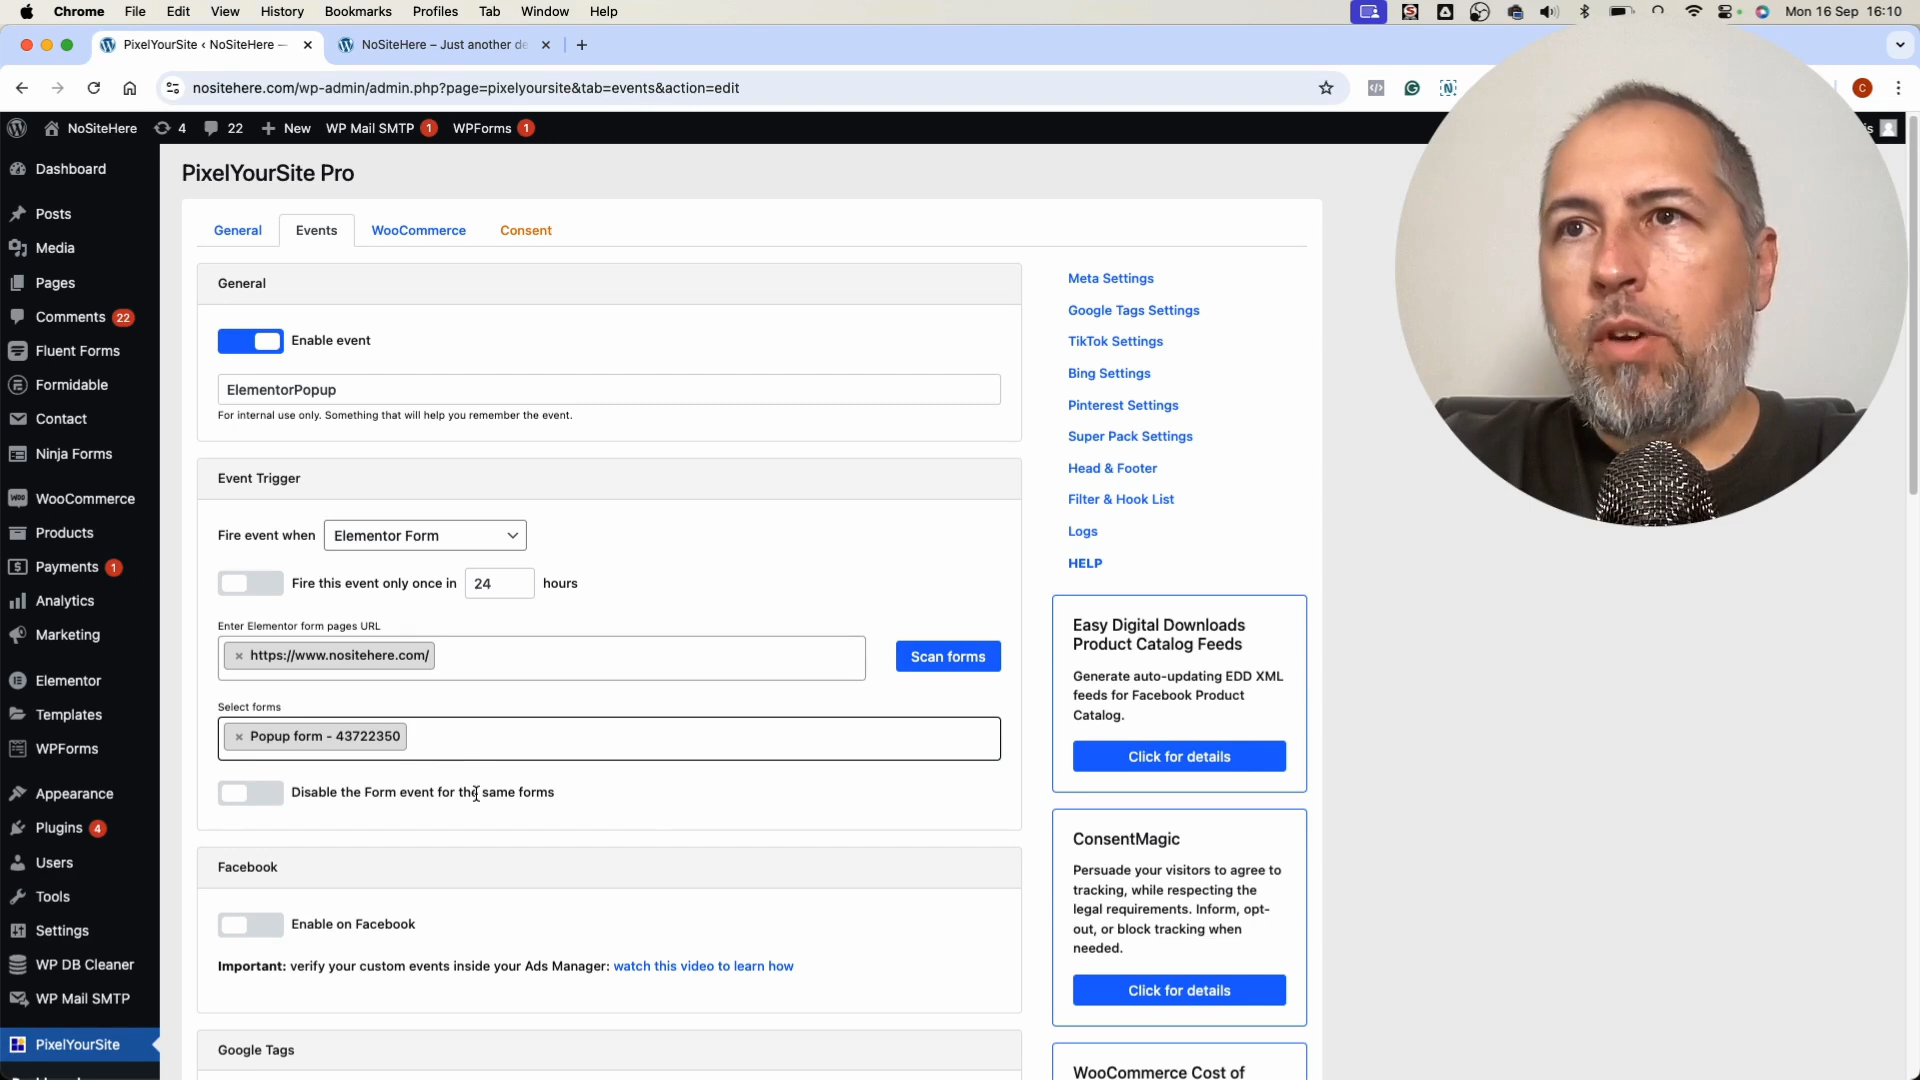 Chrome File Edit View History Bookmarks Profiles Tab Window Help Mon 16 Sep 16:10
PixelYourSite ‹ NoSiteHere —
NoSiteHere – Just another de
nositehere.com/wp-admin/admin.php?page=pixelyoursite&tab=events&action=edit
C
NoSiteHere 4 22 New WP Mail SMTP 1 WPForms 1
Dashboard
Posts
Media
Pages
Comments 22
Fluent Forms
Formidable
Contact
Ninja Forms
WooCommerce
Products
Payments 1
Analytics
Marketing
Elementor
Templates
WPForms
Appearance
Plugins 4
Users
Tools
Settings
WP DB Cleaner
WP Mail SMTP
PixelYourSite
PixelYourSite Pro
General Events WooCommerce Consent
General
Enable event
ElementorPopup
For internal use only. Something that will help you remember the event.
Event Trigger
Fire event when Elementor Form
Fire this event only once in 24 hours
Enter Elementor form pages URL
× https://www.nositehere.com/ Scan forms
Select forms
× Popup form - 43722350
Disable the Form event for the same forms
Facebook
Enable on Facebook
Important: verify your custom events inside your Ads Manager: watch this video to learn how
Google Tags
Meta Settings
Google Tags Settings
TikTok Settings
Bing Settings
Pinterest Settings
Super Pack Settings
Head & Footer
Filter & Hook List
Logs
HELP
Easy Digital Downloads
Product Catalog Feeds
Generate auto-updating EDD XML
feeds for Facebook Product
Catalog.
Click for details
ConsentMagic
Persuade your visitors to agree to
tracking, while respecting the
legal requirements. Inform, opt-
out, or block tracking when
needed.
Click for details
WooCommerce Cost of